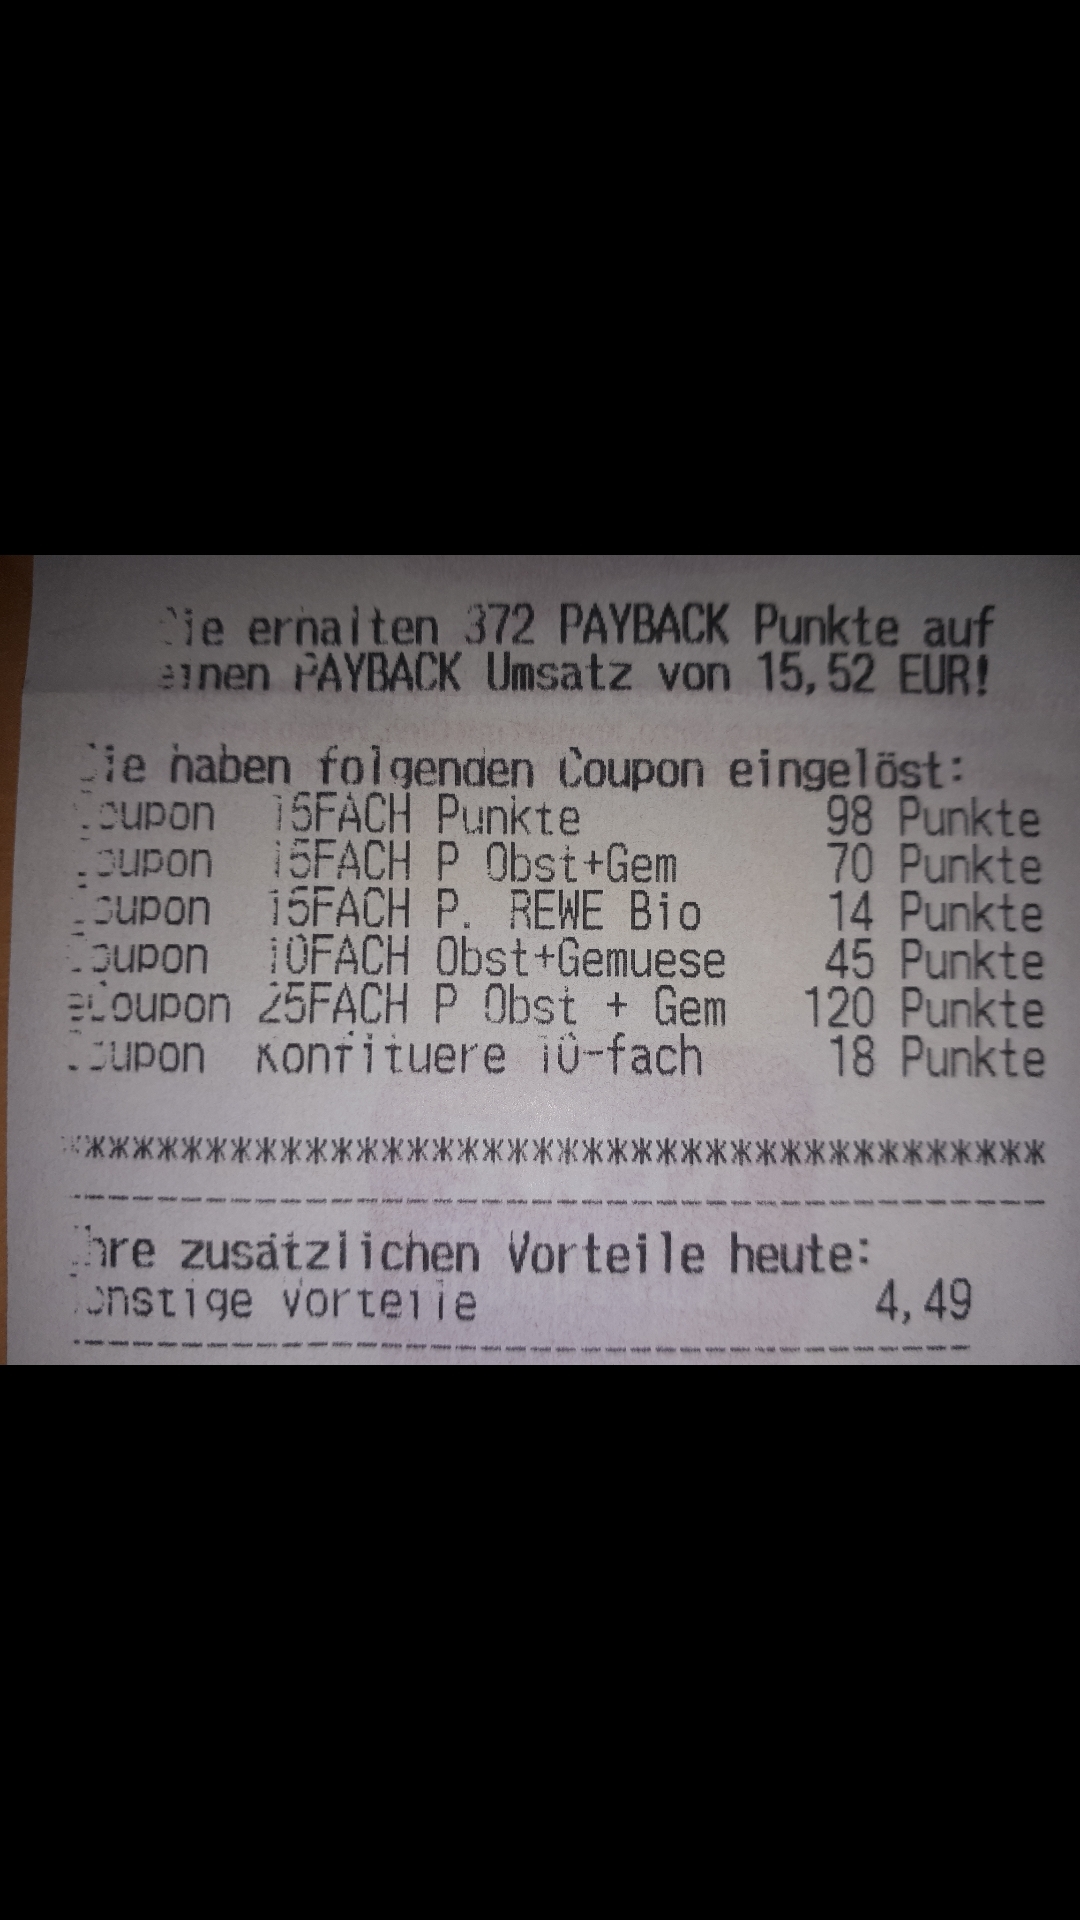 Sie erhalten 372 PAYBACK Punkte auf
einen PAYBACK Umsatz von 15,52 EUR!
Sie haben folgenden Coupon eingelöst:
Coupon 15FACH Punkte 98 Punkte
Coupon 15FACH P Obst+Gem 70 Punkte
Coupon 15FACH P. REWE Bio 14 Punkte
Coupon 10FACH Obst+Gemuese 45 Punkte
eCoupon 25FACH P Obst + Gem 120 Punkte
Coupon Konfituere 10-fach 18 Punkte
***************************************
---------------------------------------
Ihre zusätzlichen Vorteile heute:
Sonstige Vorteile 4,49
------------------------------------